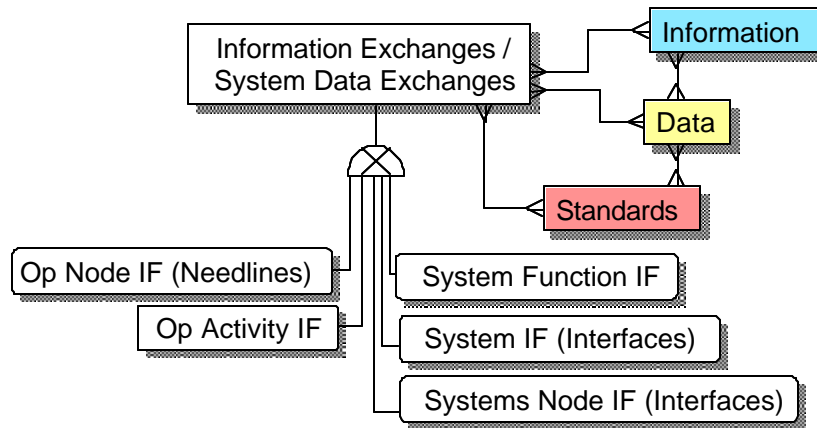 Information Exchanges /
System Data Exchanges
Information
Data
Standards
Op Node IF (Needlines)
Op Activity IF
System Function IF
System IF (Interfaces)
Systems Node IF (Interfaces)